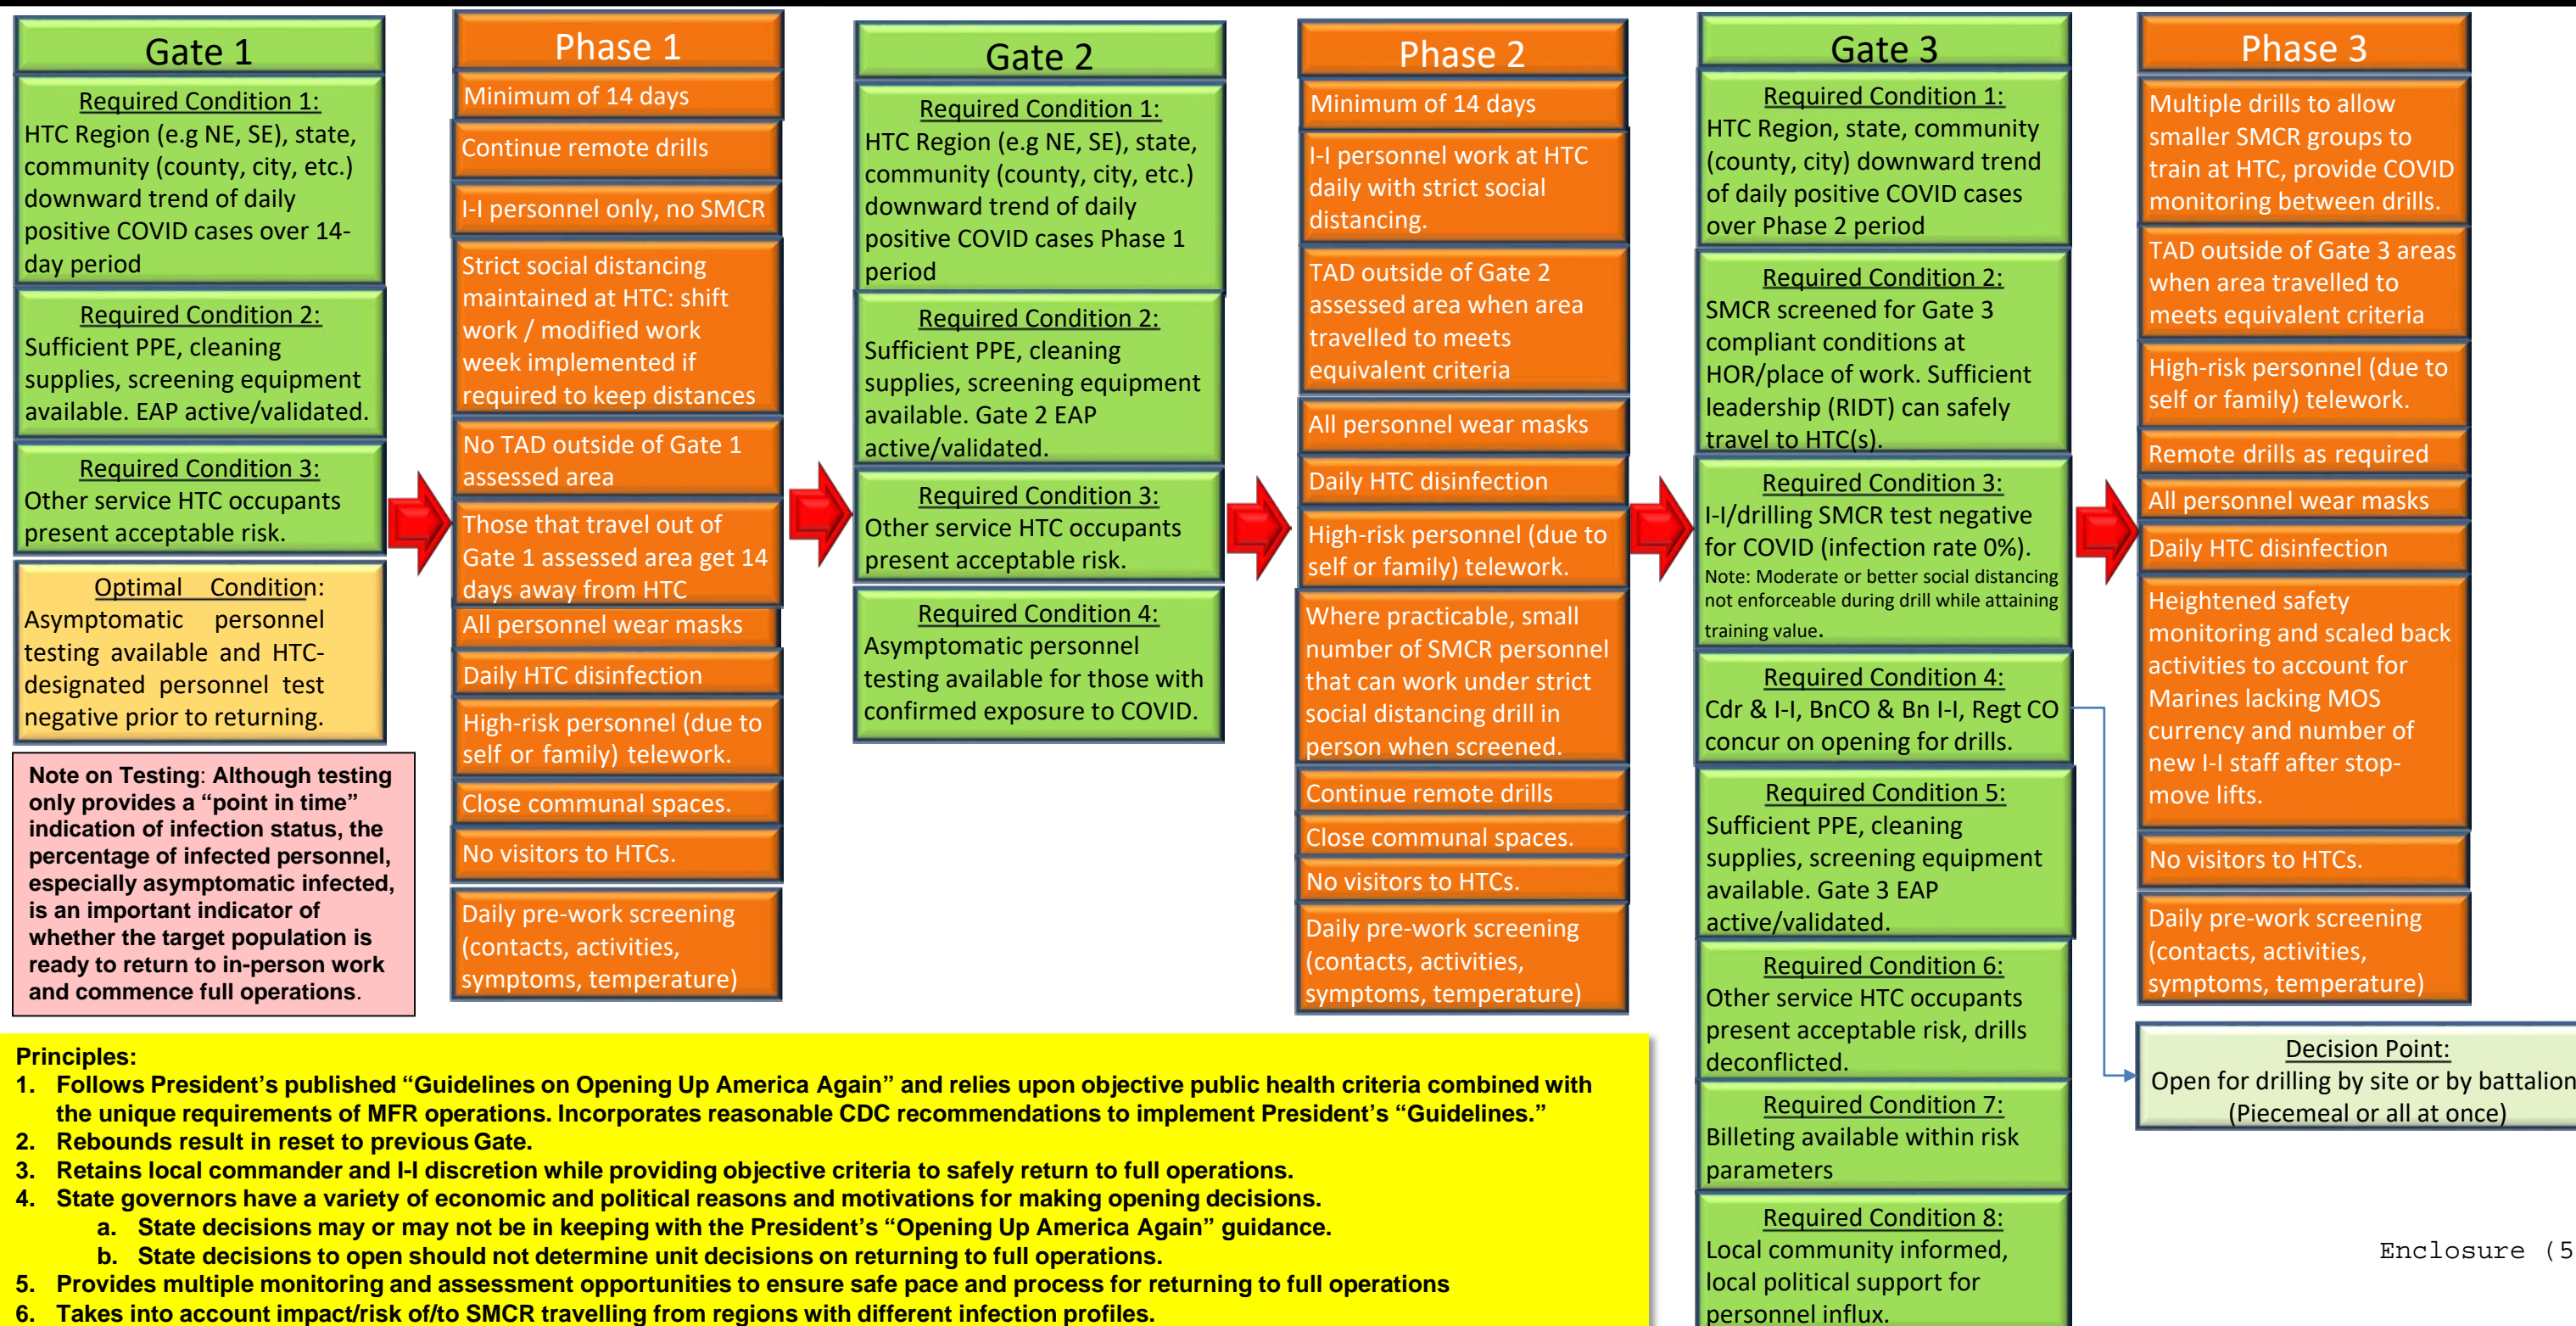 Gate 1
Required Condition 1:
HTC Region (e.g NE, SE), state,
community (county, city, etc.)
downward trend of daily
positive COVID cases over 14-
day period
Required Condition 2:
Sufficient PPE, cleaning
supplies, screening equipment
available. EAP active/validated.
Required Condition 3:
Other service HTC occupants
present acceptable risk.
Optimal Condition:
Asymptomatic personnel
testing available and HTC-
designated personnel test
negative prior to returning.
Note on Testing: Although testing
only provides a “point in time”
indication of infection status, the
percentage of infected personnel,
especially asymptomatic infected,
is an important indicator of
whether the target population is
ready to return to in-person work
and commence full operations.
Phase 1
Minimum of 14 days
Continue remote drills
I-I personnel only, no SMCR
Strict social distancing
maintained at HTC: shift
work / modified work
week implemented if
required to keep distances
No TAD outside of Gate 1
assessed area
Those that travel out of
Gate 1 assessed area get 14
days away from HTC
All personnel wear masks
Daily HTC disinfection
High-risk personnel (due to
self or family) telework.
Close communal spaces.
No visitors to HTCs.
Daily pre-work screening
(contacts, activities,
symptoms, temperature)
Gate 2
Required Condition 1:
HTC Region (e.g NE, SE), state,
community (county, city, etc.)
downward trend of daily
positive COVID cases Phase 1
period
Required Condition 2:
Sufficient PPE, cleaning
supplies, screening equipment
available. Gate 2 EAP
active/validated.
Required Condition 3:
Other service HTC occupants
present acceptable risk.
Required Condition 4:
Asymptomatic personnel
testing available for those with
confirmed exposure to COVID.
Phase 2
Minimum of 14 days
I-I personnel work at HTC
daily with strict social
distancing.
TAD outside of Gate 2
assessed area when area
travelled to meets
equivalent criteria
All personnel wear masks
Daily HTC disinfection
High-risk personnel (due to
self or family) telework.
Where practicable, small
number of SMCR personnel
that can work under strict
social distancing drill in
person when screened.
Continue remote drills
Close communal spaces.
No visitors to HTCs.
Daily pre-work screening
(contacts, activities,
symptoms, temperature)
Gate 3
Required Condition 1:
HTC Region, state, community
(county, city) downward trend
of daily positive COVID cases
over Phase 2 period
Required Condition 2:
SMCR screened for Gate 3
compliant conditions at
HOR/place of work. Sufficient
leadership (RIDT) can safely
travel to HTC(s).
Required Condition 3:
I-I/drilling SMCR test negative
for COVID (infection rate 0%).
Note: Moderate or better social distancing
not enforceable during drill while attaining
training value.
Required Condition 4:
Cdr & I-I, BnCO & Bn I-I, Regt CO
concur on opening for drills.
Required Condition 5:
Sufficient PPE, cleaning
supplies, screening equipment
available. Gate 3 EAP
active/validated.
Required Condition 6:
Other service HTC occupants
present acceptable risk, drills
deconflicted.
Required Condition 7:
Billeting available within risk
parameters
Required Condition 8:
Local community informed,
local political support for
personnel influx.
Phase 3
Multiple drills to allow
smaller SMCR groups to
train at HTC, provide COVID
monitoring between drills.
TAD outside of Gate 3 areas
when area travelled to
meets equivalent criteria
High-risk personnel (due to
self or family) telework.
Remote drills as required
All personnel wear masks
Daily HTC disinfection
Heightened safety
monitoring and scaled back
activities to account for
Marines lacking MOS
currency and number of
new I-I staff after stop-
move lifts.
No visitors to HTCs.
Daily pre-work screening
(contacts, activities,
symptoms, temperature)
Decision Point:
Open for drilling by site or by battalion
(Piecemeal or all at once)
Principles:
1. Follows President’s published “Guidelines on Opening Up America Again” and relies upon objective public health criteria combined with
the unique requirements of MFR operations. Incorporates reasonable CDC recommendations to implement President’s “Guidelines.”
2. Rebounds result in reset to previous Gate.
3. Retains local commander and I-I discretion while providing objective criteria to safely return to full operations.
4. State governors have a variety of economic and political reasons and motivations for making opening decisions.
a. State decisions may or may not be in keeping with the President’s “Opening Up America Again” guidance.
b. State decisions to open should not determine unit decisions on returning to full operations.
5. Provides multiple monitoring and assessment opportunities to ensure safe pace and process for returning to full operations
6. Takes into account impact/risk of/to SMCR travelling from regions with different infection profiles.
Enclosure (5